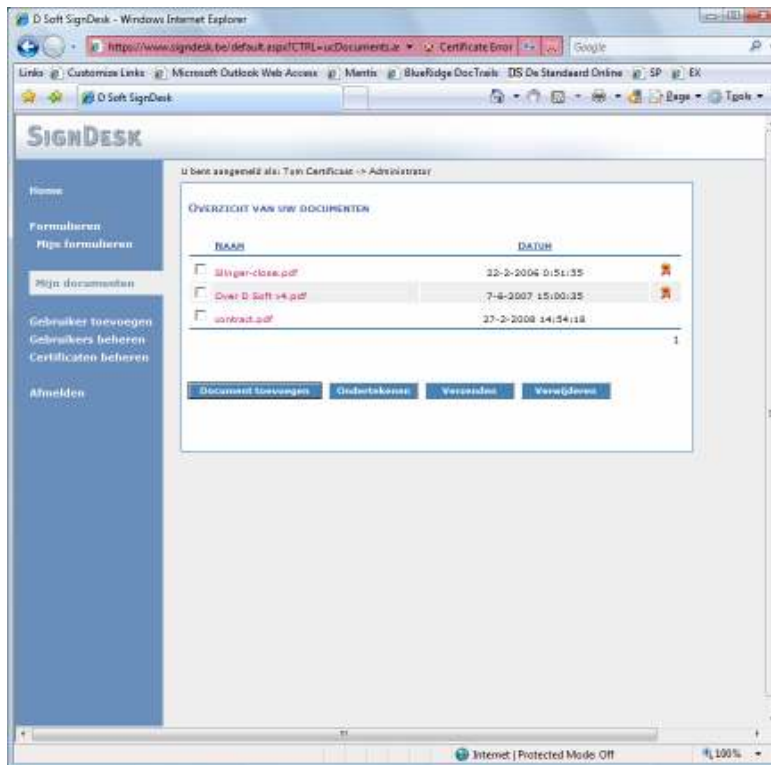 D Soft SignDesk - Windows Internet Explorer
https://www.signdesk.be/default.aspx?CTRL=ucDocuments.a Certificate Error Google
Links Customize Links Microsoft Outlook Web Access Mantis BlueRidge DocTrails DS De Standaard Online SP EX
D Soft SignDesk Page Tools
SIGNDESK
U bent aangemeld als: Tom Certificaat -> Administrator
Home
OVERZICHT VAN UW DOCUMENTEN
Formulieren
Mijn formulieren
NAAM DATUM
Slinger-close.pdf 22-2-2006 0:51:35
Mijn documenten
Over D Soft v4.pdf 7-6-2007 15:00:35
contract.pdf 27-2-2008 14:54:18
Gebruiker toevoegen
Gebruikers beheren
1
Certificaten beheren
Afmelden
Document toevoegen Ondertekenen Verzenden Verwijderen
Internet | Protected Mode: Off 100%